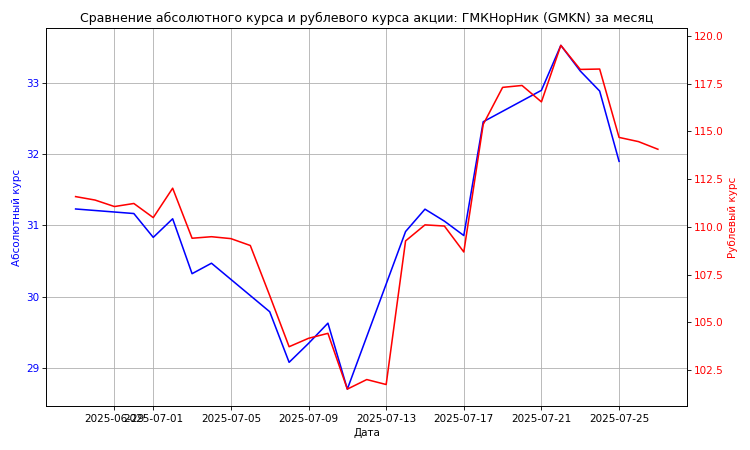 Сравнение абсолютного курса и рублевого курса акции: ГМКНорНик (GMKN) за месяц
Абсолютный курс
33
32
31
30
29
120.0
117.5
115.0
112.5
110.0
107.5
105.0
102.5
Рублевый курс
2025-06-29 2025-07-01 2025-07-05 2025-07-09 2025-07-13 2025-07-17 2025-07-21 2025-07-25
Дата